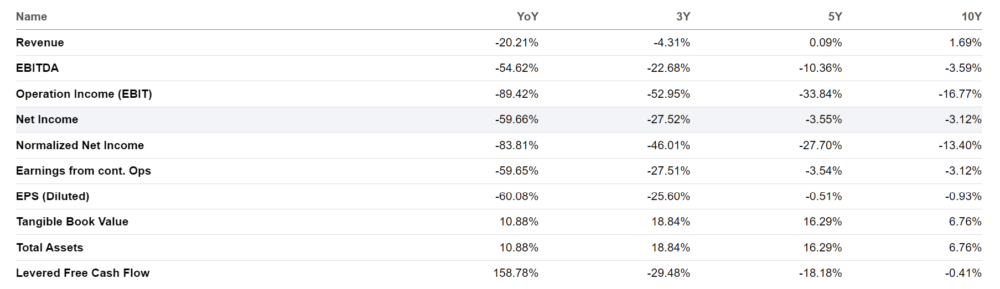 Name YoY 3Y 5Y 10Y
Revenue -20.21% -4.31% 0.09% 1.69%
EBITDA -54.62% -22.68% -10.36% -3.59%
Operation Income (EBIT) -89.42% -52.95% -33.84% -16.77%
Net Income -59.66% -27.52% -3.55% -3.12%
Normalized Net Income -83.81% -46.01% -27.70% -13.40%
Earnings from cont. Ops -59.65% -27.51% -3.54% -3.12%
EPS (Diluted) -60.08% -25.60% -0.51% -0.93%
Tangible Book Value 10.88% 18.84% 16.29% 6.76%
Total Assets 10.88% 18.84% 16.29% 6.76%
Levered Free Cash Flow 158.78% -29.48% -18.18% -0.41%